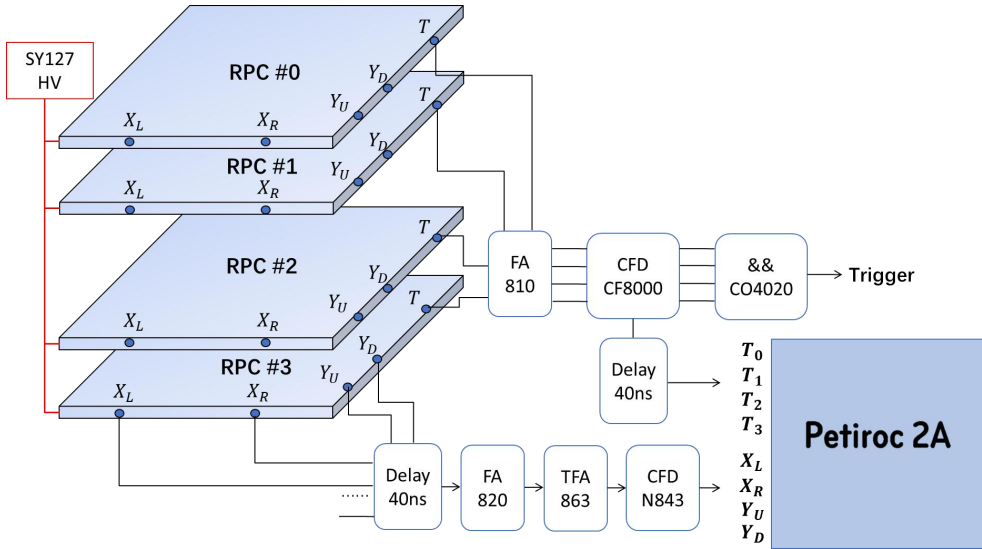 SY127
HV
RPC #0
T
Y_D
Y_U
X_L
X_R
RPC #1
T
Y_D
Y_U
X_L
X_R
RPC #2
T
Y_D
Y_U
X_L
X_R
RPC #3
T
Y_D
Y_U
X_L
X_R
FA
810
CFD
CF8000
&&
CO4020
Trigger
Delay
40ns
T_0
T_1
T_2
T_3
X_L
X_R
Y_U
Y_D
Petiroc 2A
......
Delay
40ns
FA
820
TFA
863
CFD
N843